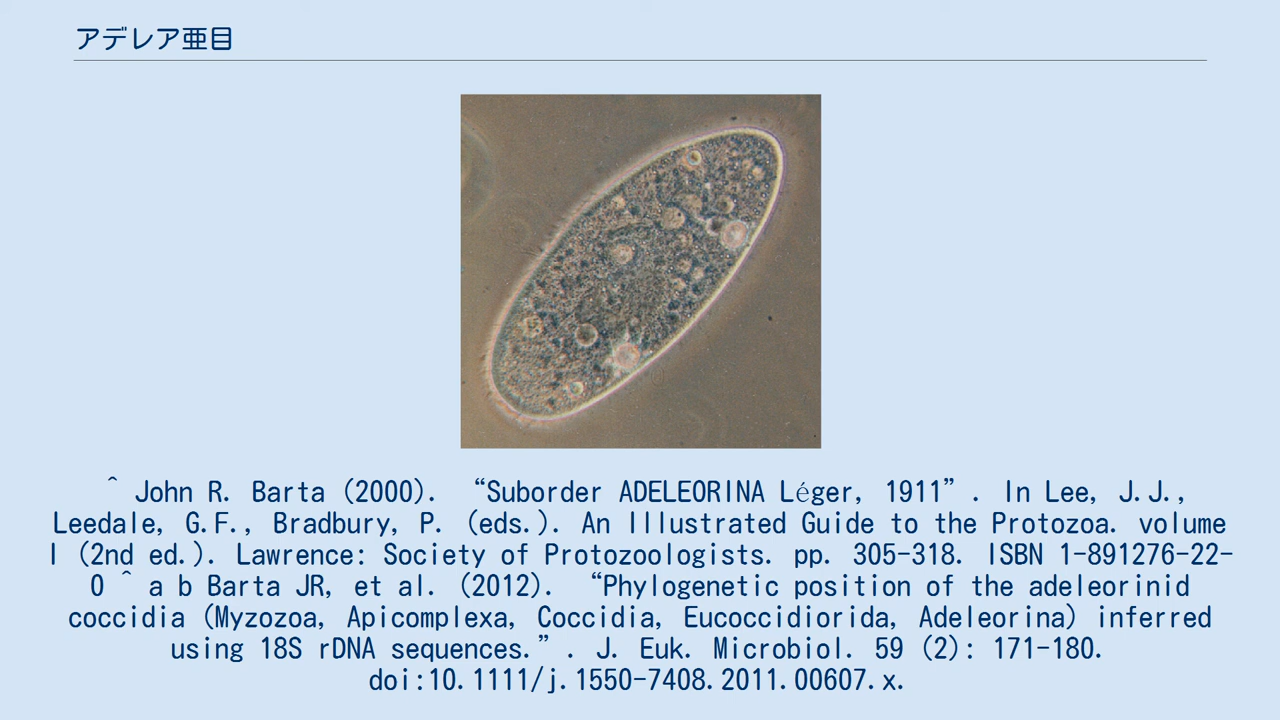 アデレア亜目
^ John R. Barta (2000). “Suborder ADELEORINA Léger, 1911”. In Lee, J.J.,
Leedale, G.F., Bradbury, P. (eds.). An Illustrated Guide to the Protozoa. volume
I (2nd ed.). Lawrence: Society of Protozoologists. pp. 305-318. ISBN 1-891276-22-
0 ^ a b Barta JR, et al. (2012). “Phylogenetic position of the adeleorinid
coccidia (Myzozoa, Apicomplexa, Coccidia, Eucoccidiorida, Adeleorina) inferred
using 18S rDNA sequences.”. J. Euk. Microbiol. 59 (2): 171-180.
doi:10.1111/j.1550-7408.2011.00607.x.